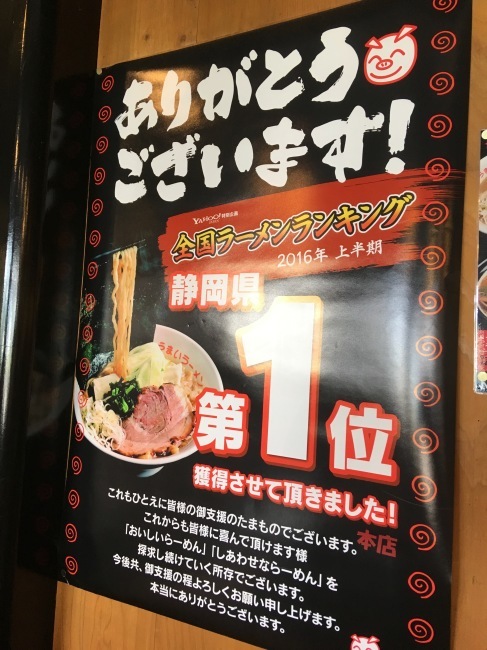 ありがとう
ございます!
YAHOO! 特別企画
全国ラーメンランキング
2016年 上半期
静岡県
第1位
うまいラーメン
獲得させて頂きました!
本店
これもひとえに皆様の御支援のたまものでございます。
これからも皆様に喜んで頂けます様
「おいしいらーめん」「しあわせならーめん」を
探求し続けていく所存でございます。
今後共、御支援の程よろしくお願い申し上げます。
本当にありがとうございます。